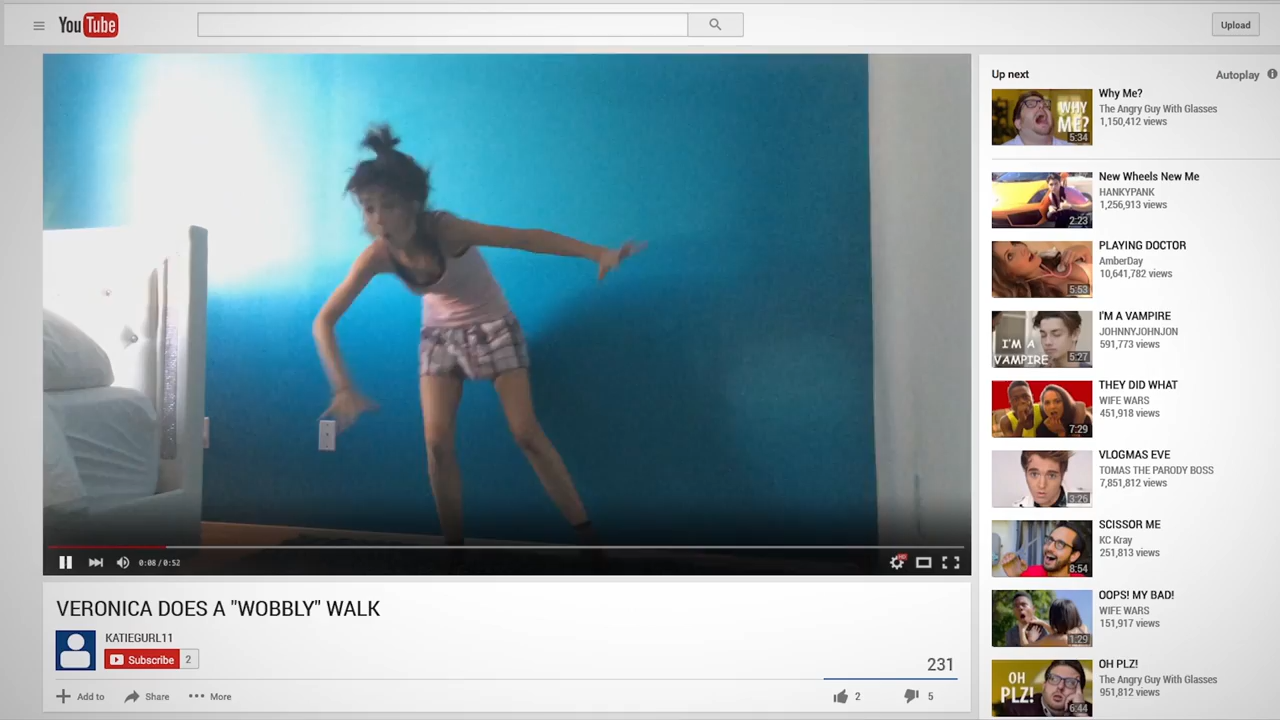 YouTube
Upload
0:08 / 0:52
HD
VERONICA DOES A "WOBBLY" WALK
KATIEGURL11
Subscribe 2
231
Add to
Share
More
2
5
Up next
Autoplay
WHY ME?
5:34
Why Me?
The Angry Guy With Glasses
1,150,412 views
2:23
New Wheels New Me
HANKYPANK
1,256,913 views
5:53
PLAYING DOCTOR
AmberDay
10,641,782 views
I'M A
VAMPIRE
5:27
I'M A VAMPIRE
JOHNNYJOHNJON
591,773 views
7:29
THEY DID WHAT
WIFE WARS
451,918 views
3:26
VLOGMAS EVE
TOMAS THE PARODY BOSS
7,851,812 views
8:54
SCISSOR ME
KC Kray
251,813 views
1:29
OOPS! MY BAD!
WIFE WARS
151,917 views
OH
PLZ!
6:44
OH PLZ!
The Angry Guy With Glasses
951,812 views